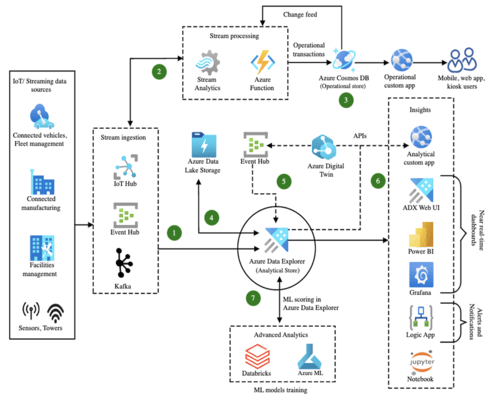 Change feed
Stream processing
Stream
Analytics
Azure
Function
Operational
transactions
Azure Cosmos DB
(Operational store)
Operational
custom app
Mobile, web app,
kiosk users
2
3
IoT/ Streaming data
sources
Connected vehicles,
Fleet management
Connected
manufacturing
Facilities
management
Sensors, Towers
Stream ingestion
IoT Hub
Event Hub
Kafka
1
Azure Data
Lake Storage
4
Event Hub
5
Azure Digital
Twin
APIs
6
Azure Data Explorer
(Analytical Store)
7
ML scoring in
Azure Data Explorer
Advanced Analytics
Databricks
Azure ML
ML models training
Insights
Analytical
custom app
ADX Web UI
Power BI
Grafana
Logic App
jupyter
Notebook
Near real-time
dashboards
Alerts and
Notifications